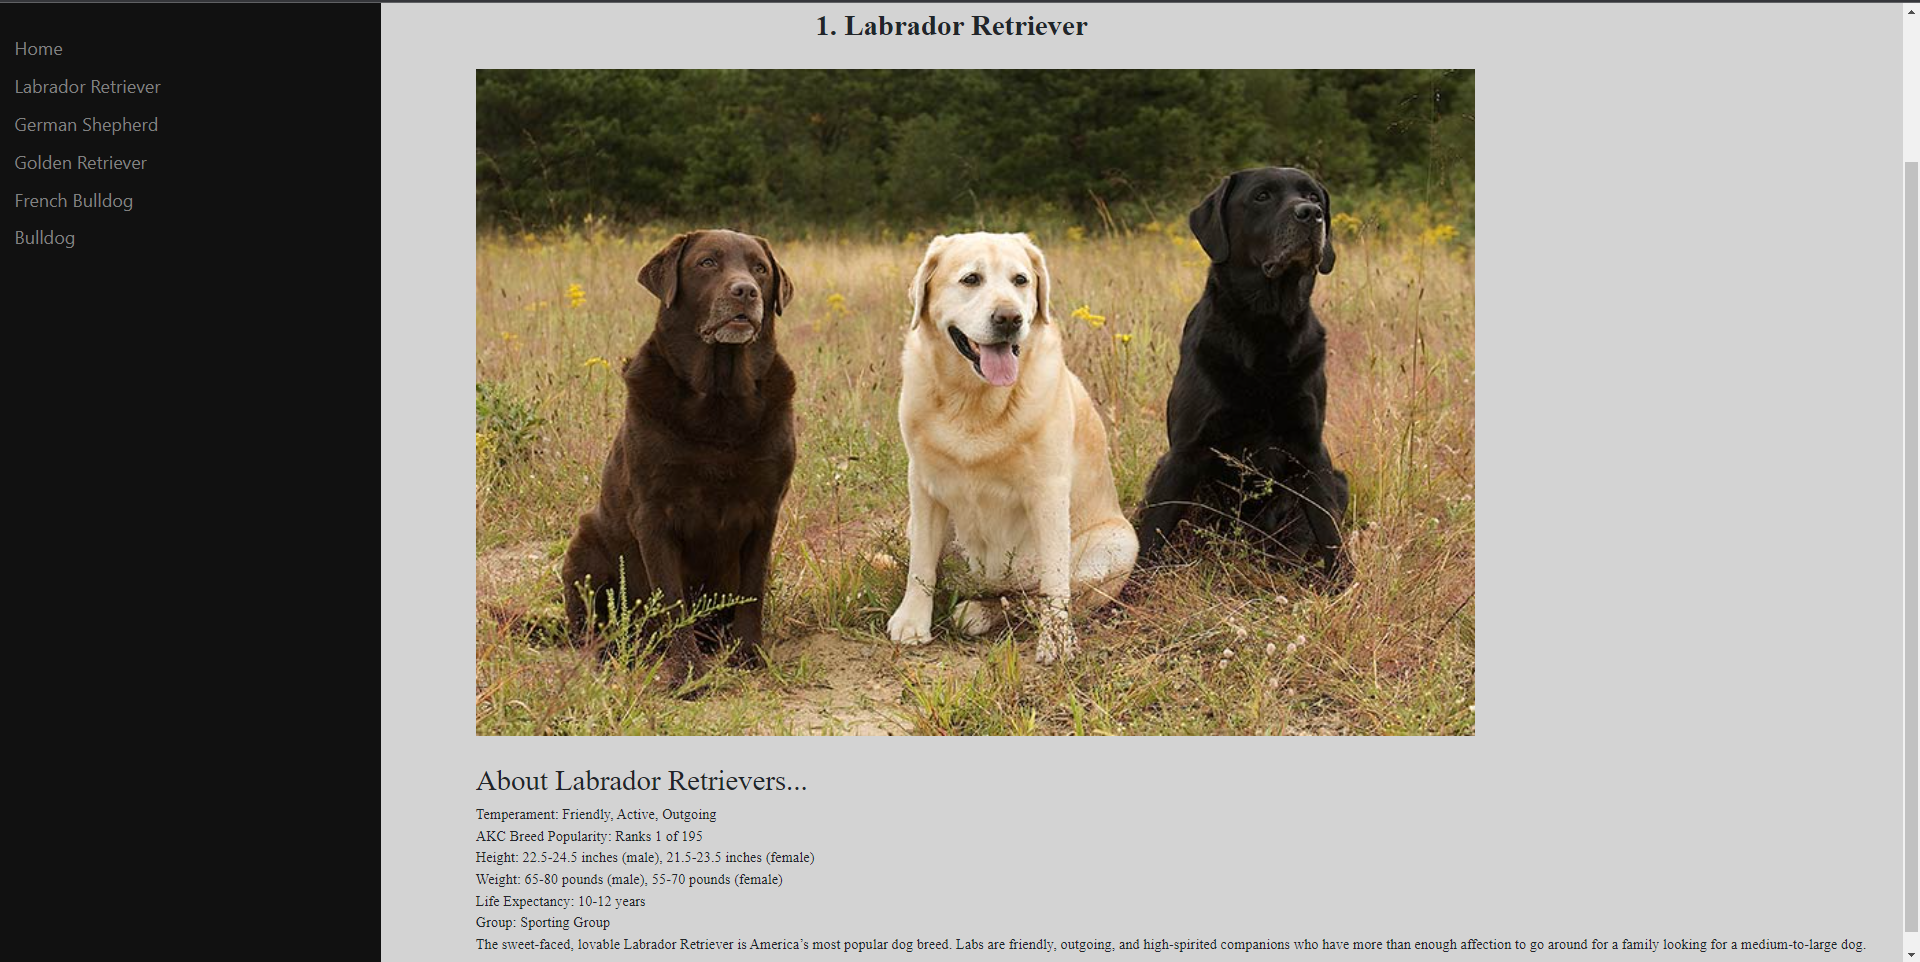 Home
Labrador Retriever
German Shepherd
Golden Retriever
French Bulldog
Bulldog
1. Labrador Retriever
About Labrador Retrievers...
Temperament: Friendly, Active, Outgoing
AKC Breed Popularity: Ranks 1 of 195
Height: 22.5-24.5 inches (male), 21.5-23.5 inches (female)
Weight: 65-80 pounds (male), 55-70 pounds (female)
Life Expectancy: 10-12 years
Group: Sporting Group
The sweet-faced, lovable Labrador Retriever is America’s most popular dog breed. Labs are friendly, outgoing, and high-spirited companions who have more than enough affection to go around for a family looking for a medium-to-large dog.